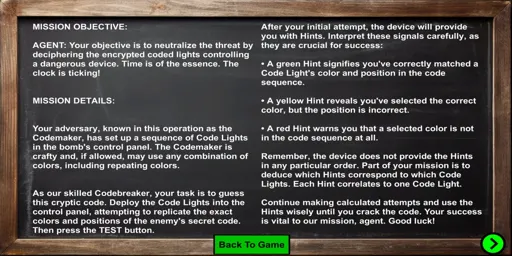 MISSION OBJECTIVE:
AGENT: Your objective is to neutralize the threat by
deciphering the encrypted coded lights controlling
a dangerous device. Time is of the essence. The
clock is ticking!
MISSION DETAILS:
Your adversary, known in this operation as the
Codemaker, has set up a sequence of Code Lights
in the bomb's control panel. The Codemaker is
crafty and, if allowed, may use any combination of
colors, including repeating colors.
As our skilled Codebreaker, your task is to guess
this cryptic code. Deploy the Code Lights into the
control panel, attempting to replicate the exact
colors and positions of the enemy's secret code.
Then press the TEST button.
After your initial attempt, the device will provide
you with Hints. Interpret these signals carefully, as
they are crucial for success:
• A green Hint signifies you've correctly matched a
Code Light's color and position in the code
sequence.
• A yellow Hint reveals you've selected the correct
color, but the position is incorrect.
• A red Hint warns you that a selected color is not
in the code sequence at all.
Remember, the device does not provide the Hints
in any particular order. Part of your mission is to
deduce which Hints correspond to which Code
Lights. Each Hint correlates to one Code Light.
Continue making calculated attempts and use the
Hints wisely until you crack the code. Your success
is vital to our mission, agent. Good luck!
Back To Game